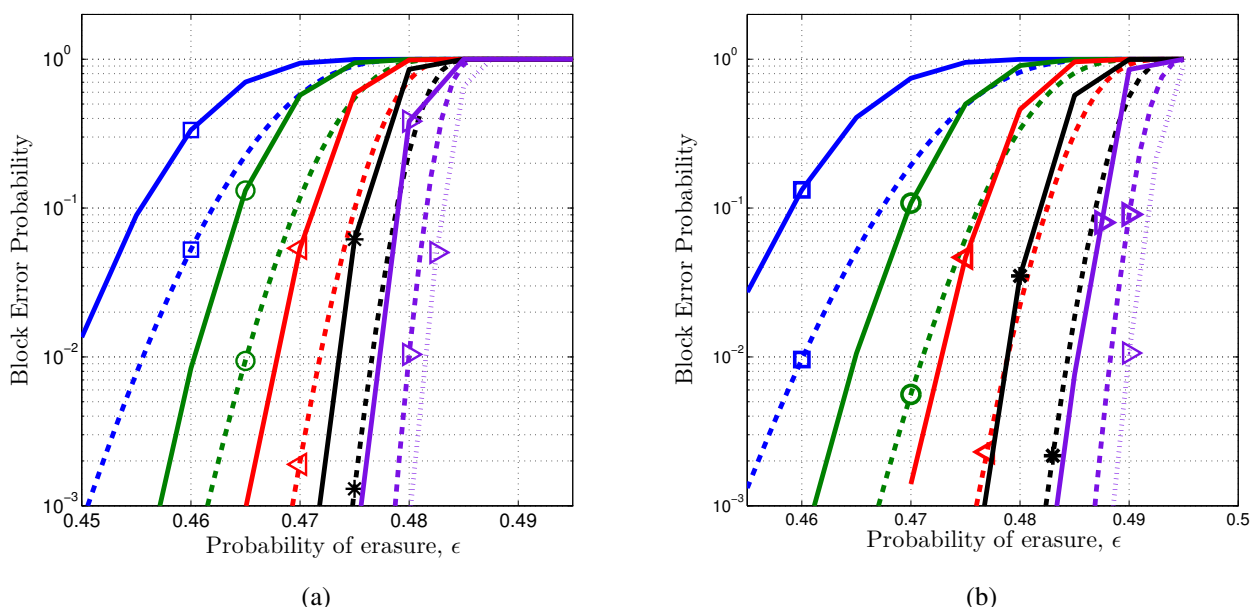 10^0
10^-1
10^-2
10^-3
Block Error Probability
0.45 0.46 0.47 0.48 0.49
Probability of erasure, ϵ
(a)
10^0
10^-1
10^-2
10^-3
Block Error Probability
0.46 0.47 0.48 0.49 0.5
Probability of erasure, ϵ
(b)